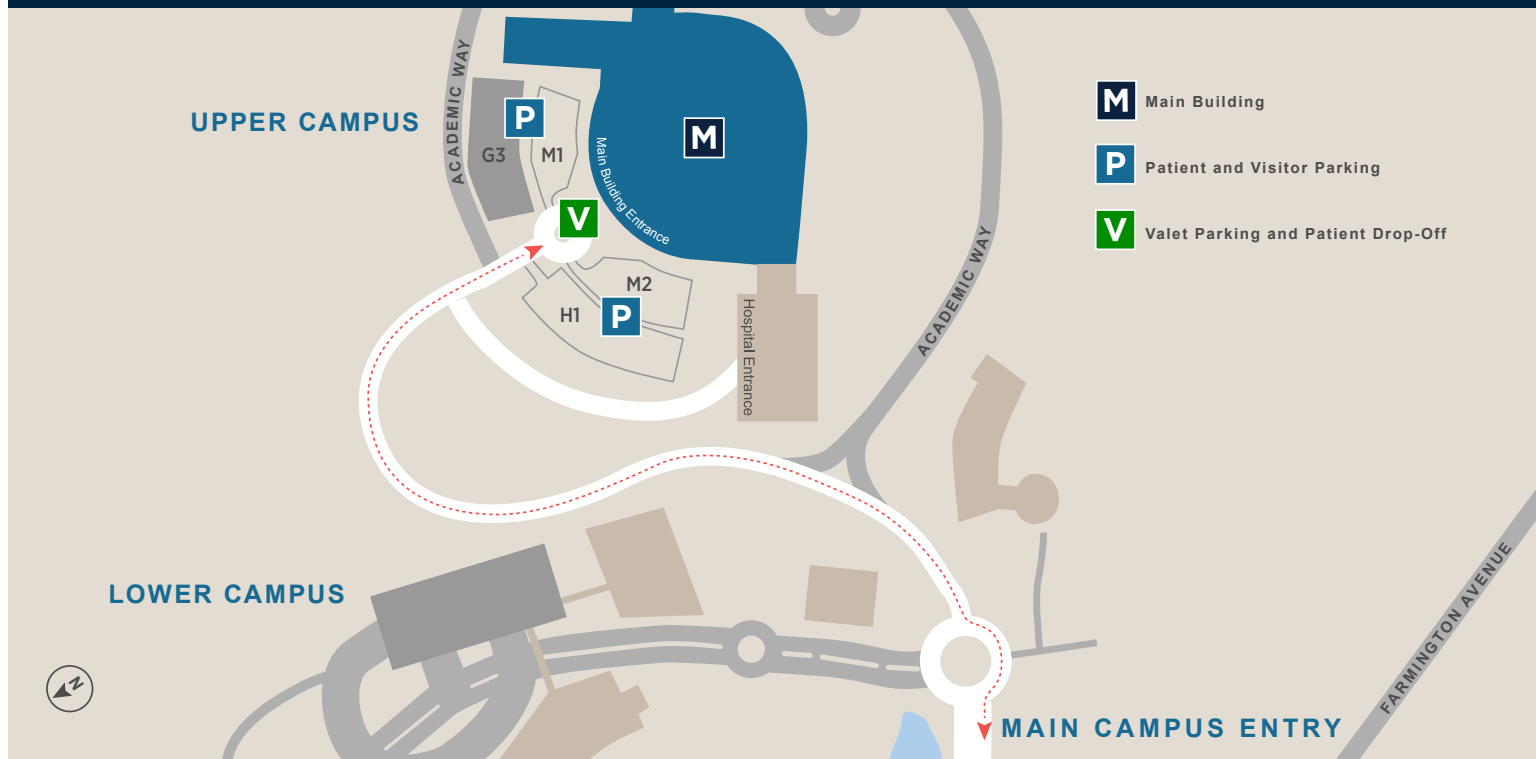 ACADEMIC WAY
UPPER CAMPUS
P
G3
M1
M
Main Building Entrance
V
M2
H1
P
Hospital Entrance
ACADEMIC WAY
M Main Building
P Patient and Visitor Parking
V Valet Parking and Patient Drop-Off
LOWER CAMPUS
FARMINGTON AVENUE
N
MAIN CAMPUS ENTRY